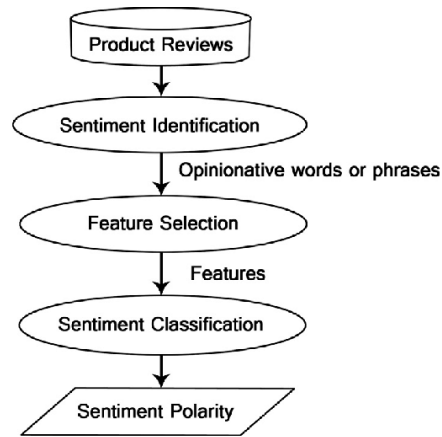 Product Reviews
Sentiment Identification
Opinionative words or phrases
Feature Selection
Features
Sentiment Classification
Sentiment Polarity